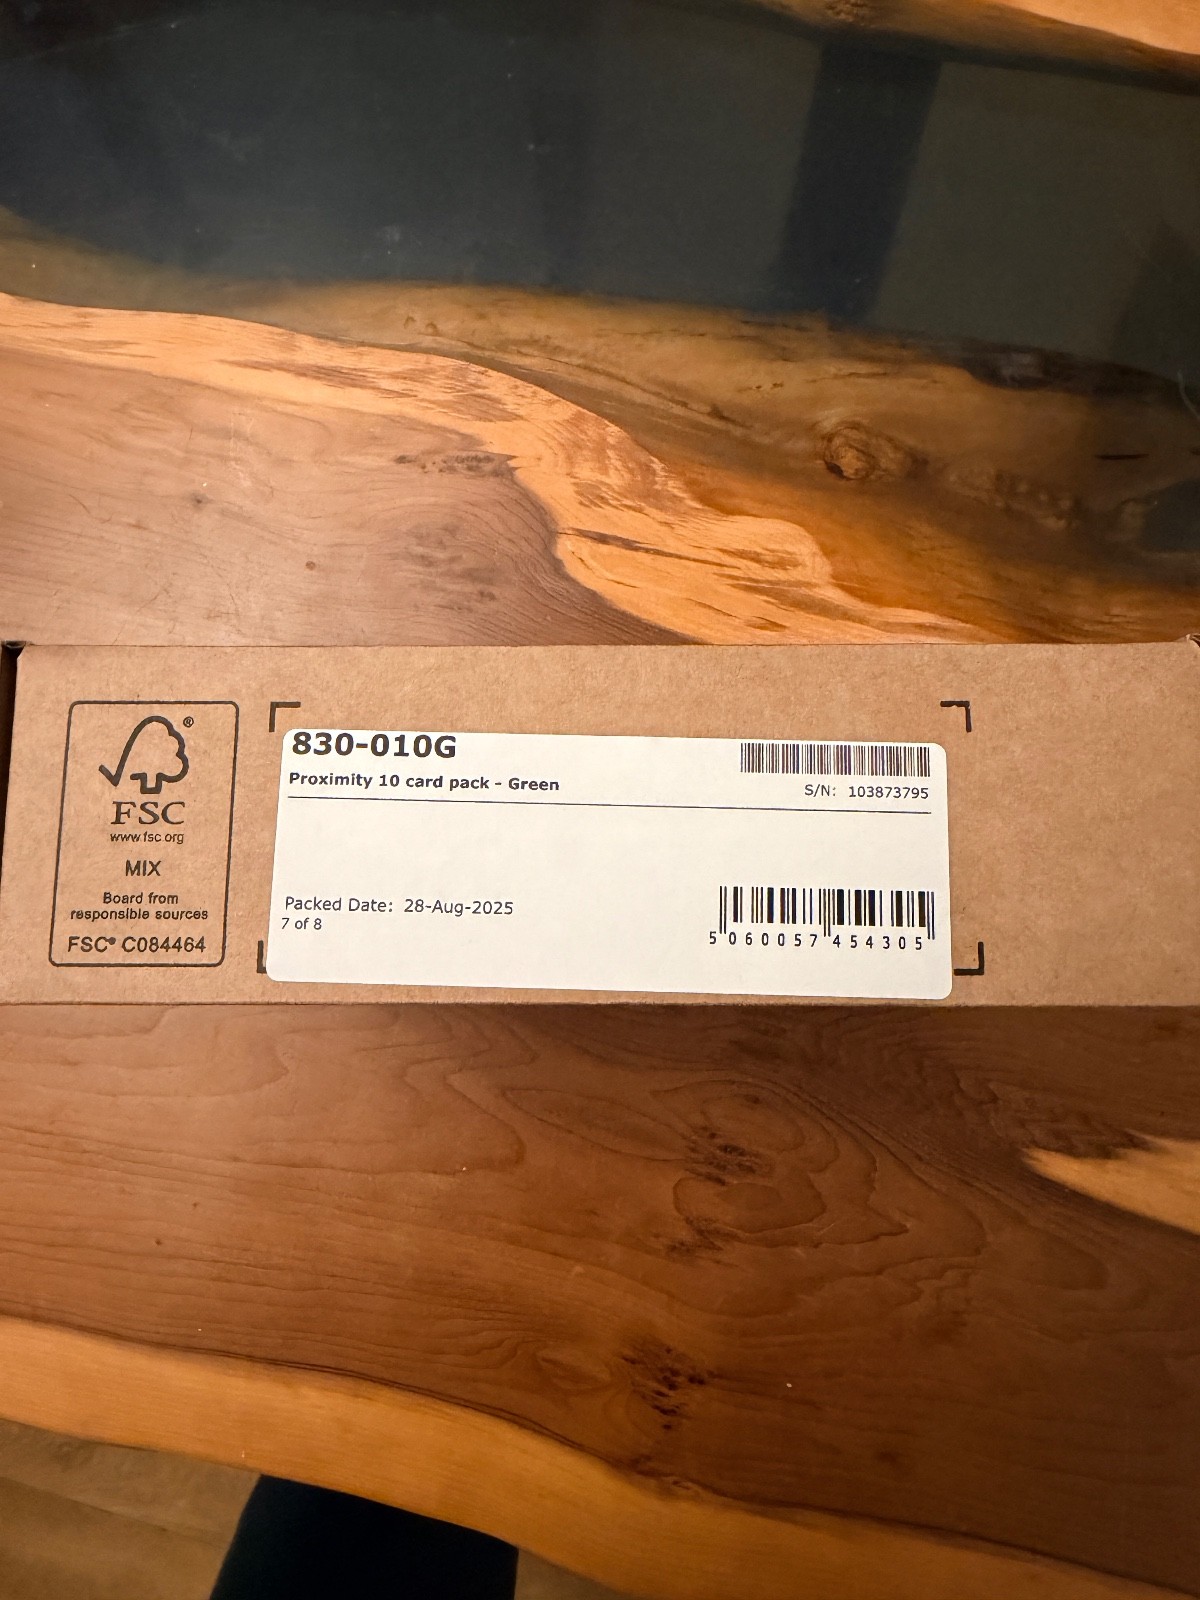 830-010G
Proximity 10 card pack - Green
S/N: 103873795
Packed Date: 28-Aug-2025
7 of 8
5 060057 454305
®
FSC
www.fsc.org
MIX
Board from
responsible sources
FSC® C084464